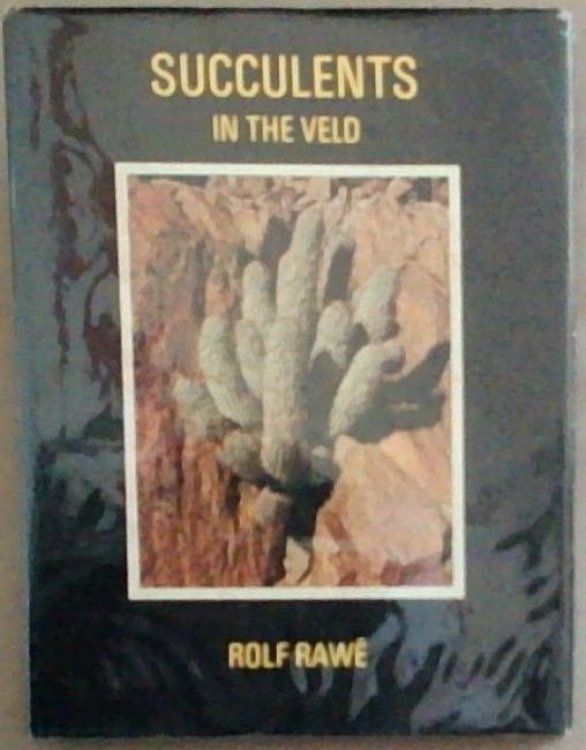 SUCCULENTS
IN THE VELD
ROLF RAWÉ